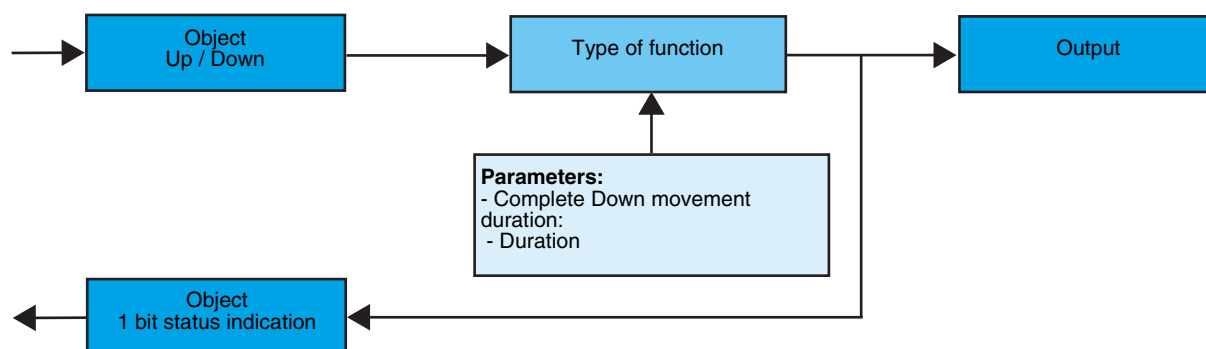 Object
Up / Down
Type of function
Output
Parameters:
- Complete Down movement
duration:
- Duration
Object
1 bit status indication